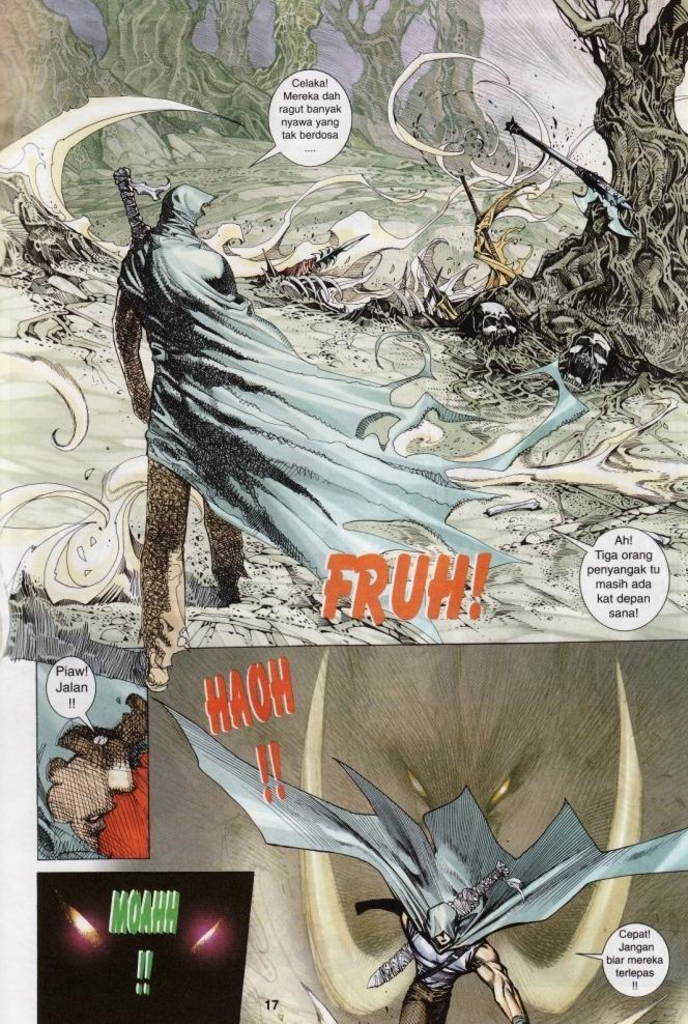 Celaka!
Mereka dah
ragut banyak
nyawa yang
tak berdosa
....
Ah!
Tiga orang
penyangak tu
masih ada
kat depan
sana!
FRUH!
Piaw!
Jalan
!!
HAOH
!!
MOAHH
!!
Cepat!
Jangan
biar mereka
terlepas
!!
17